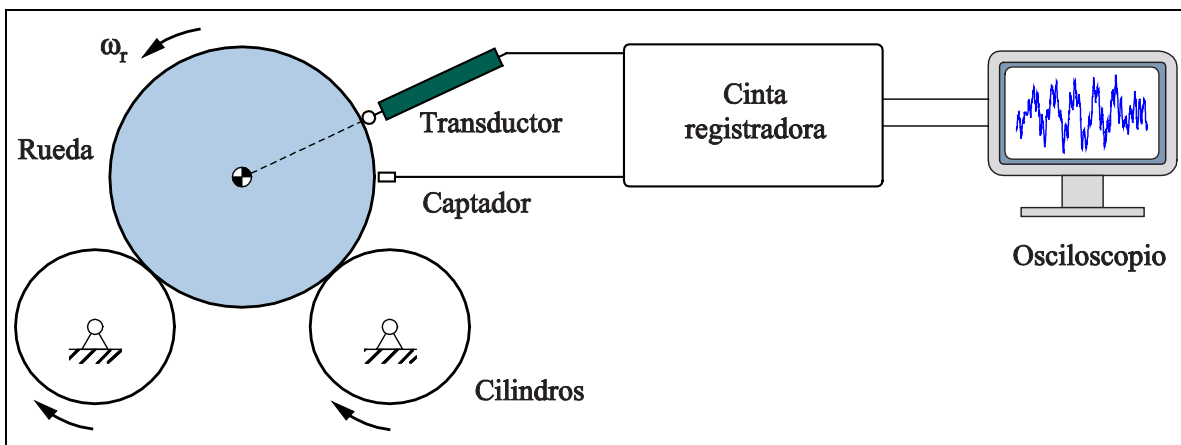 ωr
Rueda
Transductor
Captador
Cinta
registradora
Osciloscopio
Cilindros